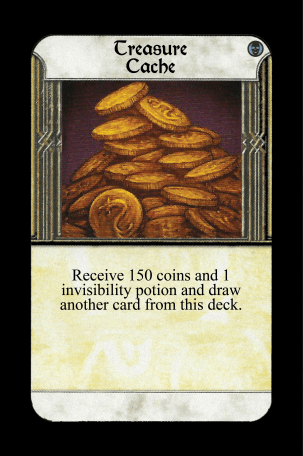 Treasure
Cache
Receive 150 coins and 1
invisibility potion and draw
another card from this deck.